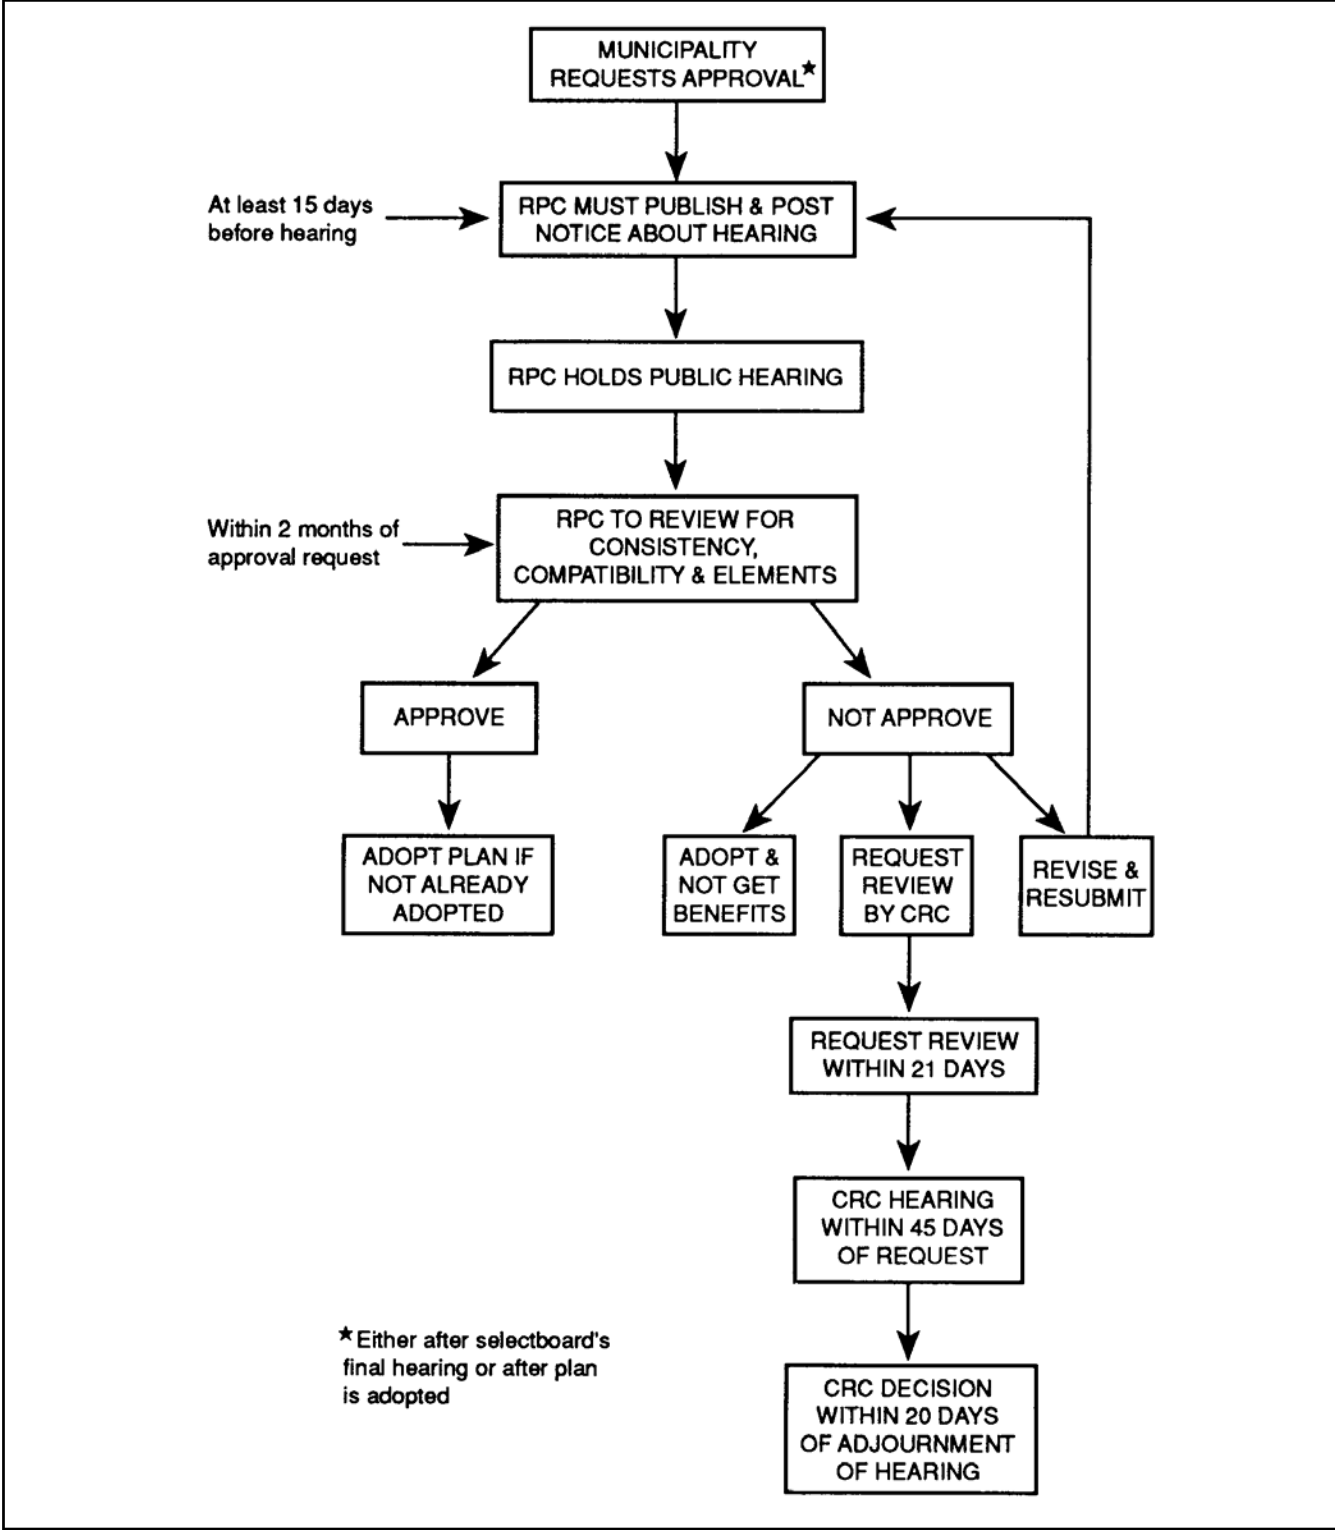 MUNICIPALITY
REQUESTS APPROVAL★
At least 15 days
before hearing
RPC MUST PUBLISH & POST
NOTICE ABOUT HEARING
RPC HOLDS PUBLIC HEARING
Within 2 months of
approval request
RPC TO REVIEW FOR
CONSISTENCY,
COMPATIBILITY & ELEMENTS
APPROVE
NOT APPROVE
ADOPT PLAN IF
NOT ALREADY
ADOPTED
ADOPT &
NOT GET
BENEFITS
REQUEST
REVIEW
BY CRC
REVISE &
RESUBMIT
REQUEST REVIEW
WITHIN 21 DAYS
CRC HEARING
WITHIN 45 DAYS
OF REQUEST
★Either after selectboard's
final hearing or after plan
is adopted
CRC DECISION
WITHIN 20 DAYS
OF ADJOURNMENT
OF HEARING